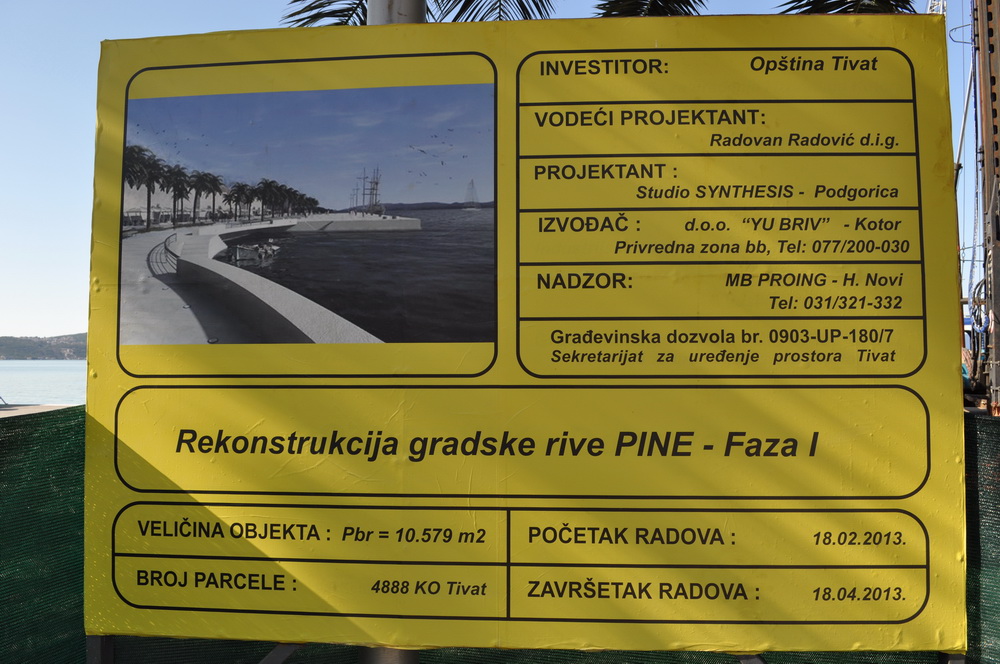 INVESTITOR: Opština Tivat
VODEĆI PROJEKTANT:
Radovan Radović d.i.g.
PROJEKTANT :
Studio SYNTHESIS - Podgorica
IZVOĐAČ : d.o.o. “YU BRIV” - Kotor
Privredna zona bb, Tel: 077/200-030
NADZOR: MB PROING - H. Novi
Tel: 031/321-332
Građevinska dozvola br. 0903-UP-180/7
Sekretarijat za uređenje prostora Tivat
Rekonstrukcija gradske rive PINE - Faza I
VELIČINA OBJEKTA : Pbr = 10.579 m2
BROJ PARCELE : 4888 KO Tivat
POČETAK RADOVA : 18.02.2013.
ZAVRŠETAK RADOVA : 18.04.2013.